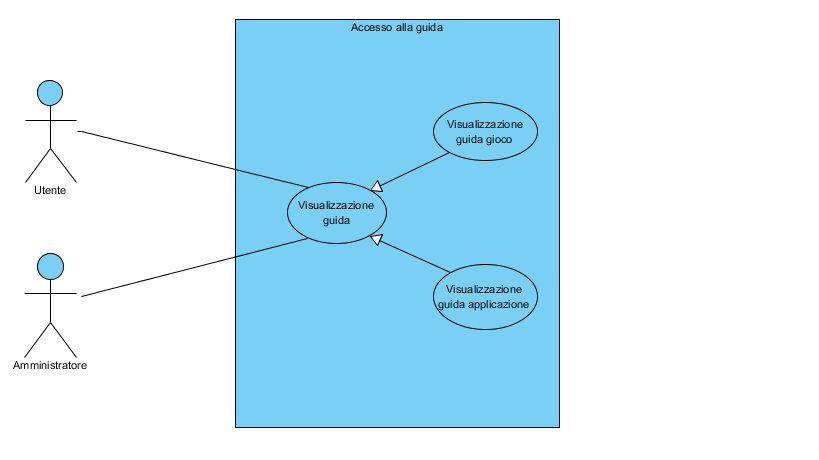 Accesso alla guida
Visualizzazione
guida gioco
Utente
Visualizzazione
guida
Visualizzazione
guida applicazione
Amministratore